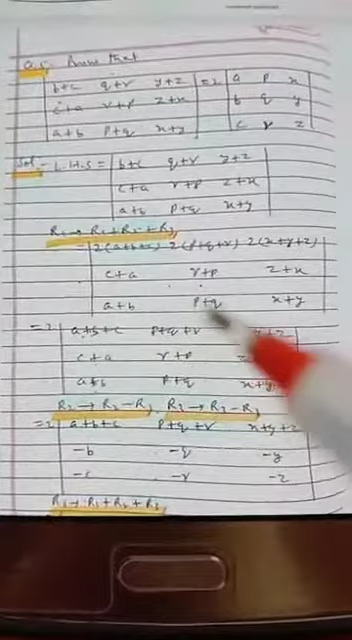 Q.5. Prove that
| b+c q+r y+z | = 2 | a p x |
| c+a r+p z+x | | b q y |
| a+b p+q x+y | | c r z |
Sol:- L.H.S = | b+c q+r y+z |
| c+a r+p z+x |
| a+b p+q x+y |
R1 → R1+R2+R3
= | 2(a+b+c) 2(p+q+r) 2(x+y+z) |
| c+a r+p z+x |
| a+b p+q x+y |
= 2 | a+b+c p+q+r
| c+a r+p
| a+b p+q x+y
R2 → R2-R1, R3 → R3-R1
= 2 | a+b+c p+q+r x+y+z |
| -b -q -y |
| -c -r -z |
R1 → R1+R2+R3